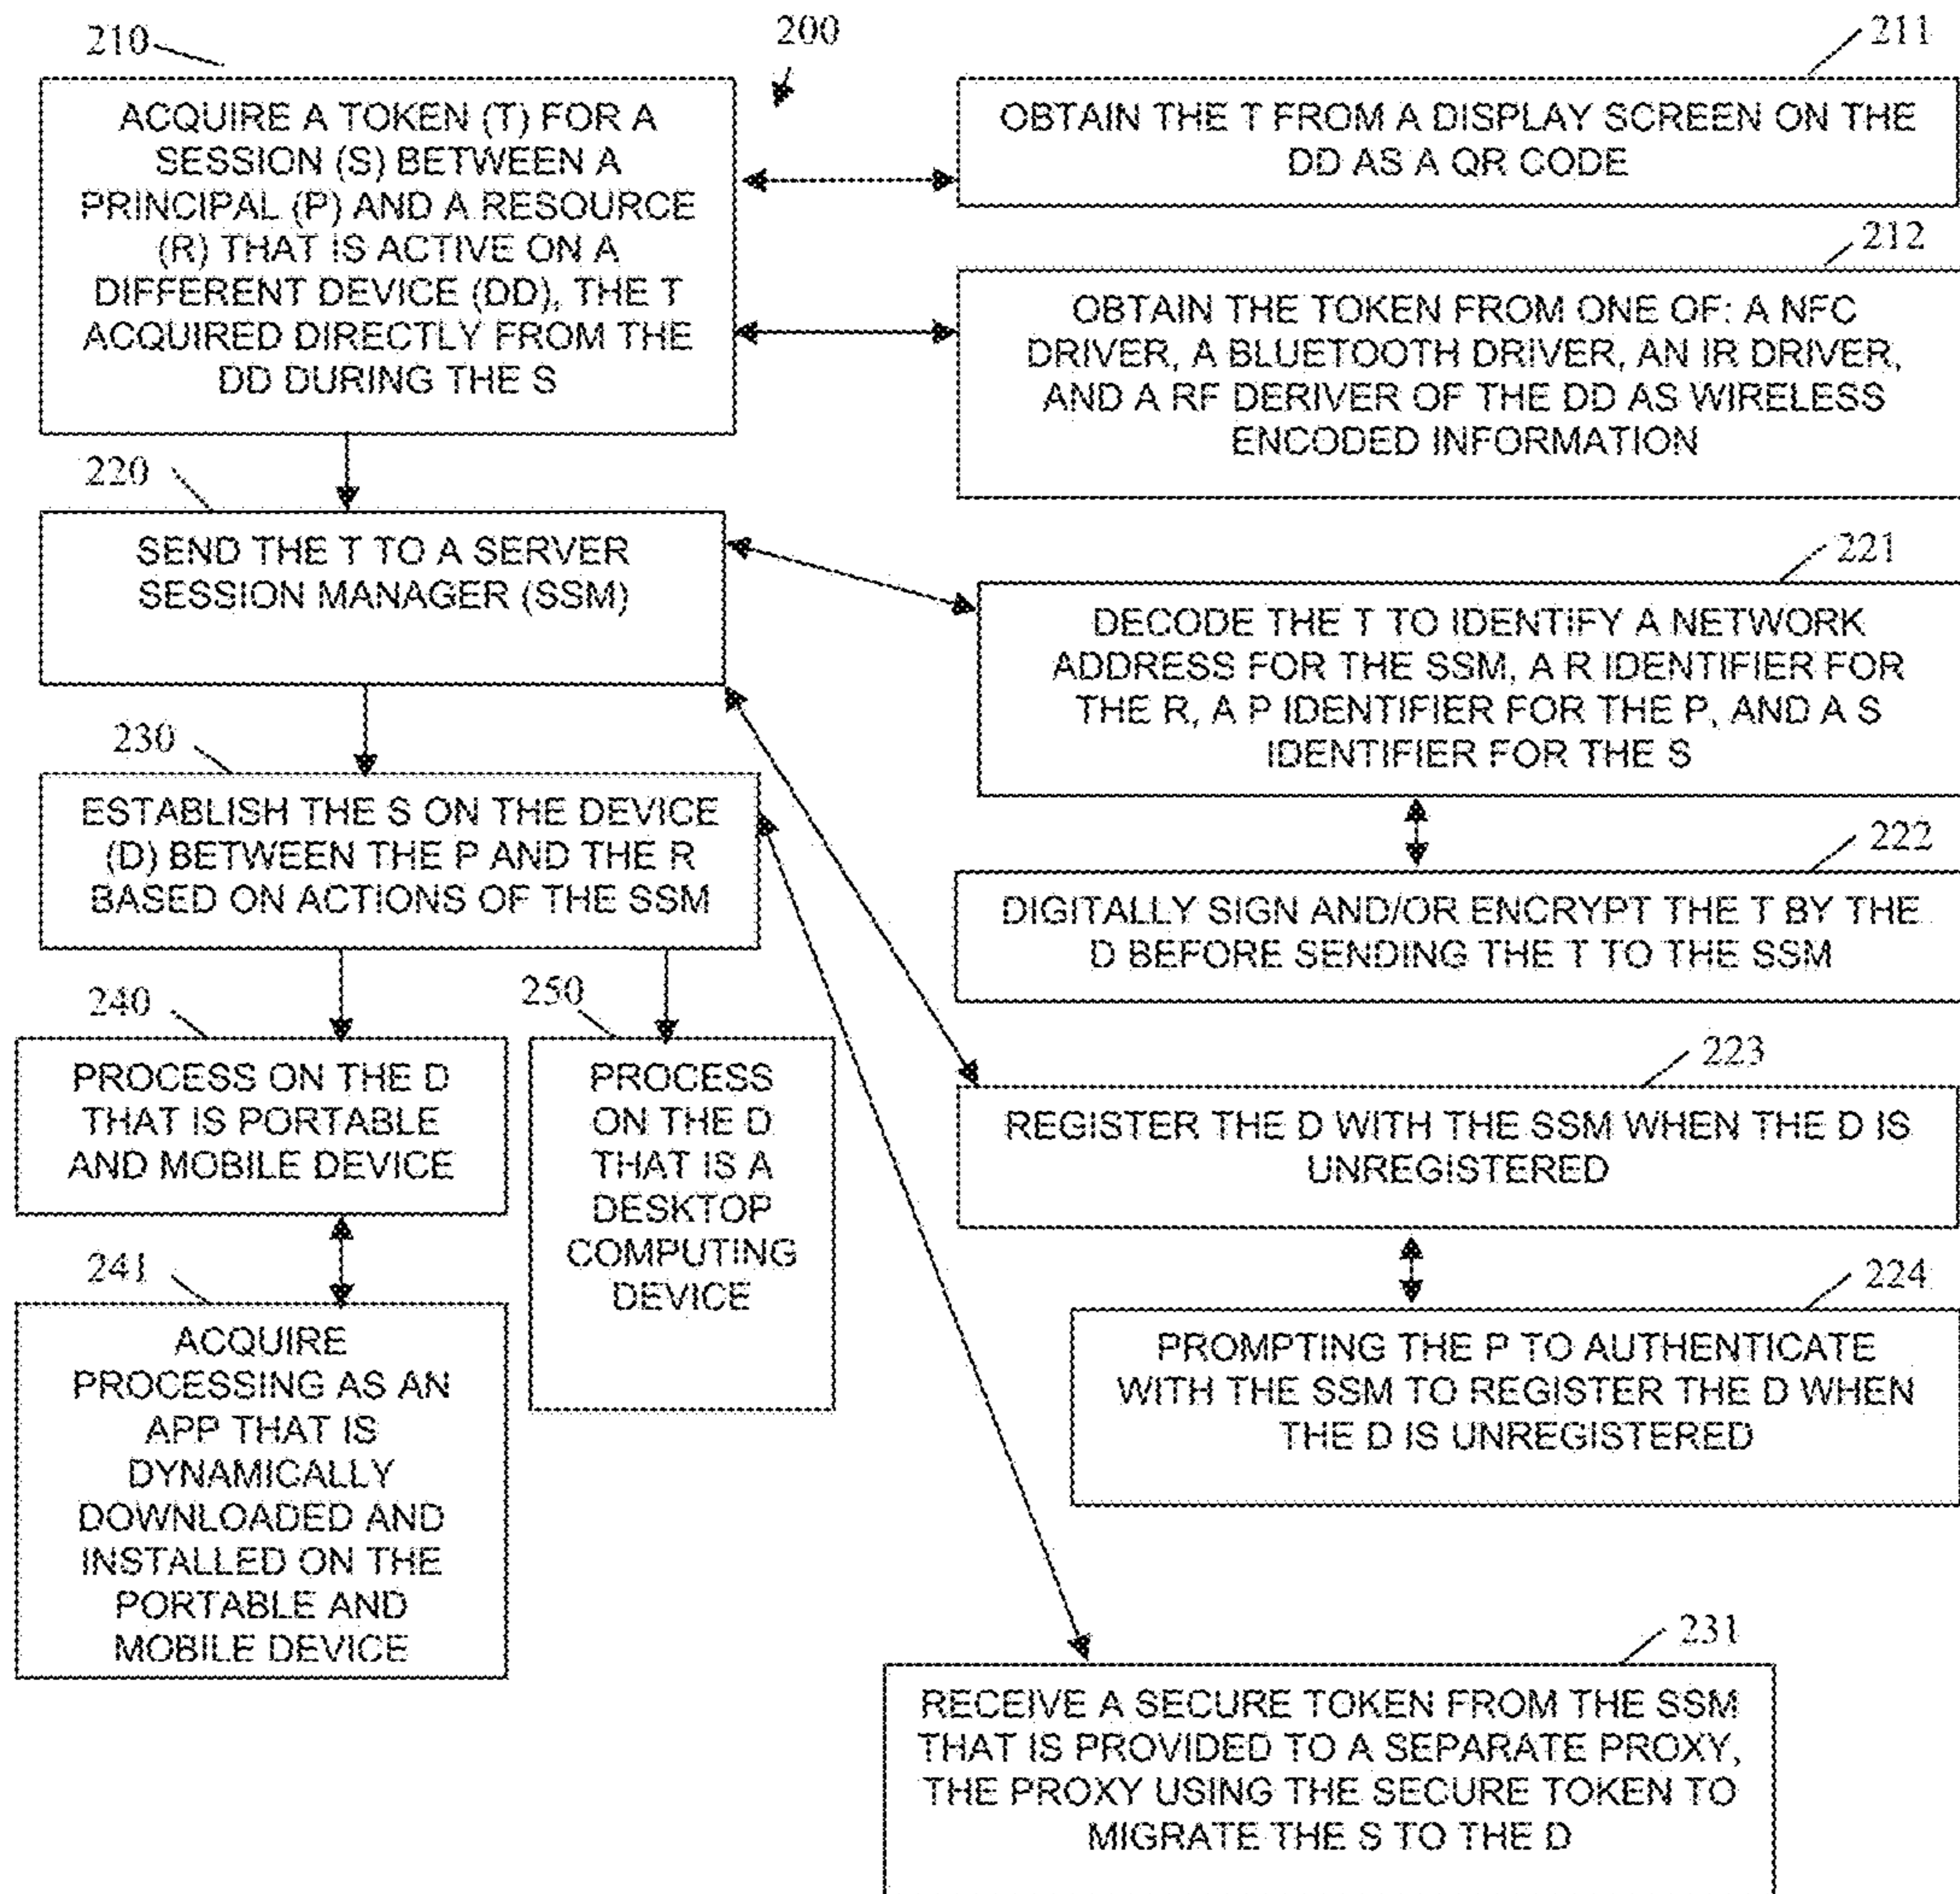 200
210
ACQUIRE A TOKEN (T) FOR A
SESSION (S) BETWEEN A
PRINCIPAL (P) AND A RESOURCE
(R) THAT IS ACTIVE ON A
DIFFERENT DEVICE (DD), THE T
ACQUIRED DIRECTLY FROM THE
DD DURING THE S
211
OBTAIN THE T FROM A DISPLAY SCREEN ON THE
DD AS A QR CODE
212
OBTAIN THE TOKEN FROM ONE OF: A NFC
DRIVER, A BLUETOOTH DRIVER, AN IR DRIVER,
AND A RF DERIVER OF THE DD AS WIRELESS
ENCODED INFORMATION
220
SEND THE T TO A SERVER
SESSION MANAGER (SSM)
221
DECODE THE T TO IDENTIFY A NETWORK
ADDRESS FOR THE SSM, A R IDENTIFIER FOR
THE R, A P IDENTIFIER FOR THE P, AND A S
IDENTIFIER FOR THE S
222
DIGITALLY SIGN AND/OR ENCRYPT THE T BY THE
D BEFORE SENDING THE T TO THE SSM
223
REGISTER THE D WITH THE SSM WHEN THE D IS
UNREGISTERED
224
PROMPTING THE P TO AUTHENTICATE
WITH THE SSM TO REGISTER THE D WHEN
THE D IS UNREGISTERED
230
ESTABLISH THE S ON THE DEVICE
(D) BETWEEN THE P AND THE R
BASED ON ACTIONS OF THE SSM
231
RECEIVE A SECURE TOKEN FROM THE SSM
THAT IS PROVIDED TO A SEPARATE PROXY,
THE PROXY USING THE SECURE TOKEN TO
MIGRATE THE S TO THE D
240
PROCESS ON THE D
THAT IS PORTABLE
AND MOBILE DEVICE
241
ACQUIRE
PROCESSING AS AN
APP THAT IS
DYNAMICALLY
DOWNLOADED AND
INSTALLED ON THE
PORTABLE AND
MOBILE DEVICE
250
PROCESS
ON THE D
THAT IS A
DESKTOP
COMPUTING
DEVICE